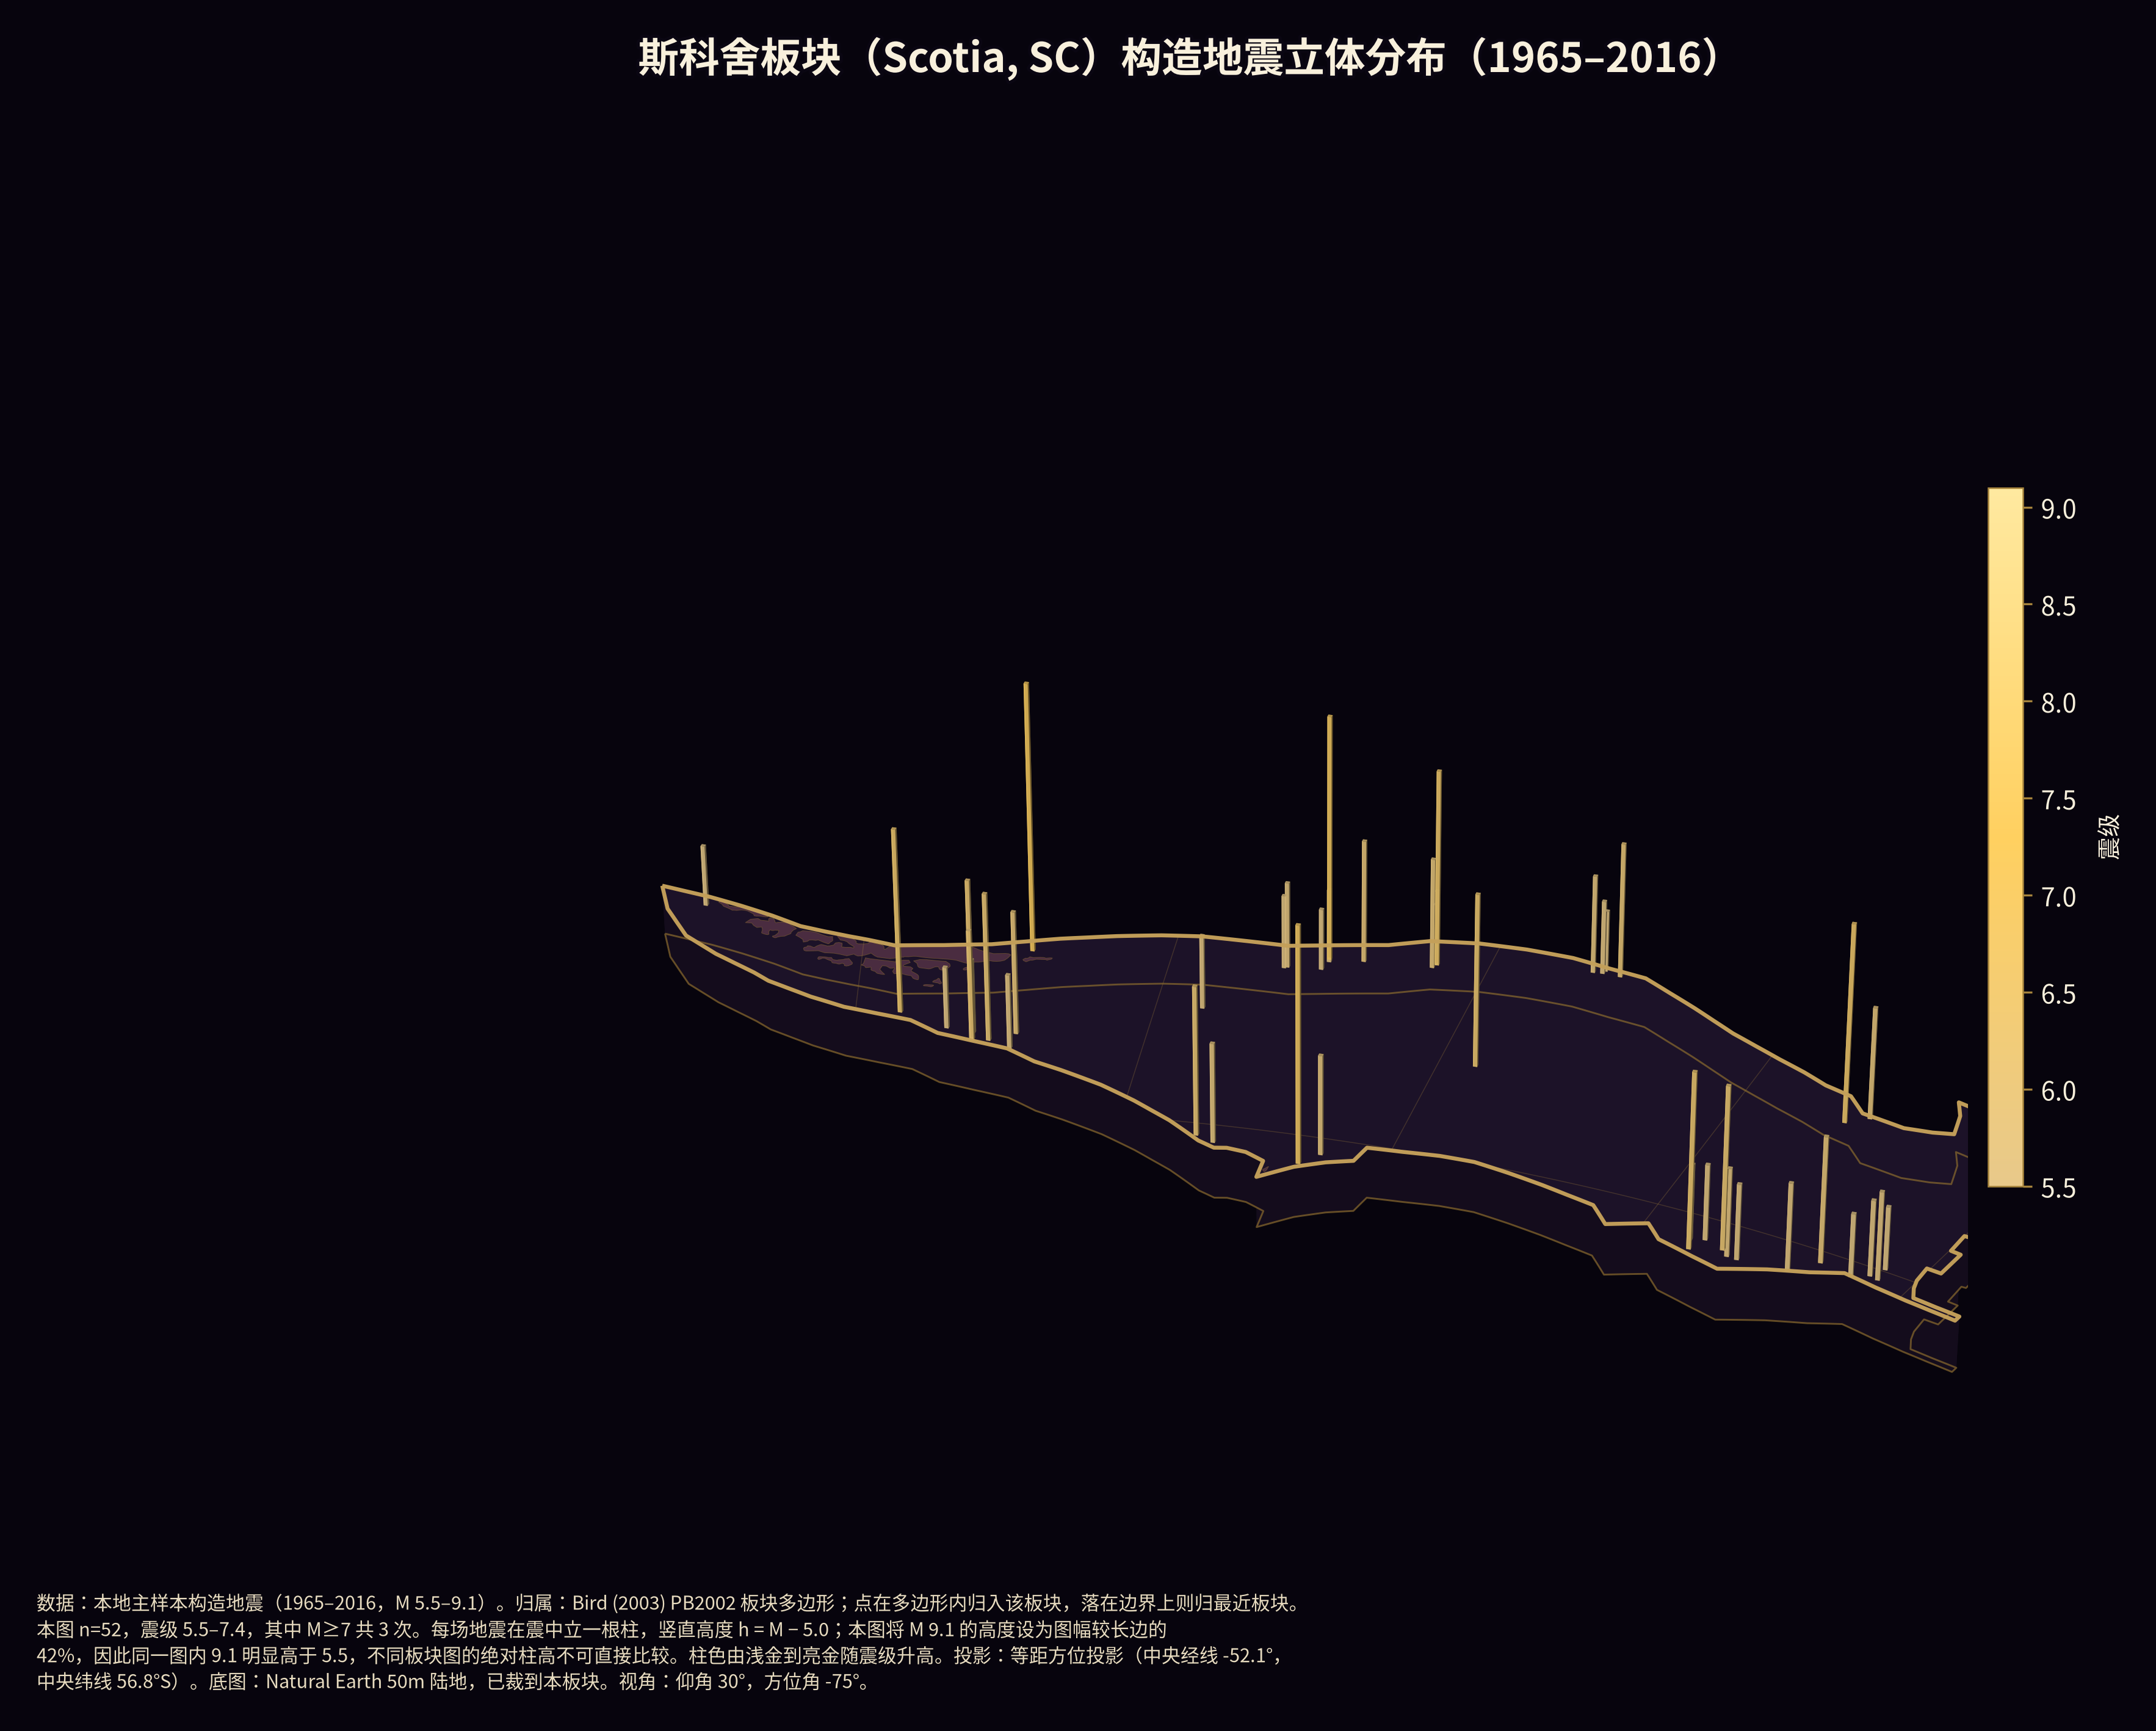 斯科舍板块（Scotia, SC）构造地震立体分布（1965–2016）
9.0
8.5
8.0
7.5
7.0
6.5
6.0
5.5
震级
数据：本地主样本构造地震（1965–2016，M 5.5–9.1）。归属：Bird (2003) PB2002 板块多边形；点在多边形内归入该板块，落在边界上则归最近板块。
本图 n=52，震级 5.5–7.4，其中 M≥7 共 3 次。每场地震在震中立一根柱，竖直高度 h = M − 5.0；本图将 M 9.1 的高度设为图幅较长边的
42%，因此同一图内 9.1 明显高于 5.5，不同板块图的绝对柱高不可直接比较。柱色由浅金到亮金随震级升高。投影：等距方位投影（中央经线 -52.1°，
中央纬线 56.8°S）。底图：Natural Earth 50m 陆地，已裁到本板块。视角：仰角 30°，方位角 -75°。